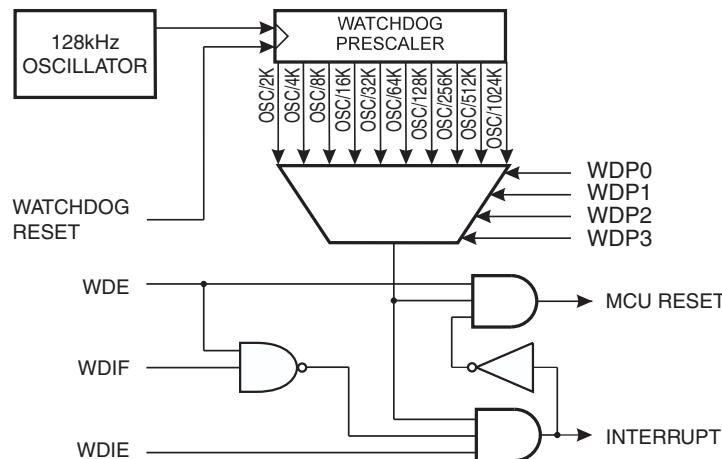 128kHz
OSCILLATOR
WATCHDOG
PRESCALER
OSC/2K
OSC/4K
OSC/8K
OSC/16K
OSC/32K
OSC/64K
OSC/128K
OSC/256K
OSC/512K
OSC/1024K
WATCHDOG
RESET
WDP0
WDP1
WDP2
WDP3
WDE
MCU RESET
WDIF
WDIE
INTERRUPT